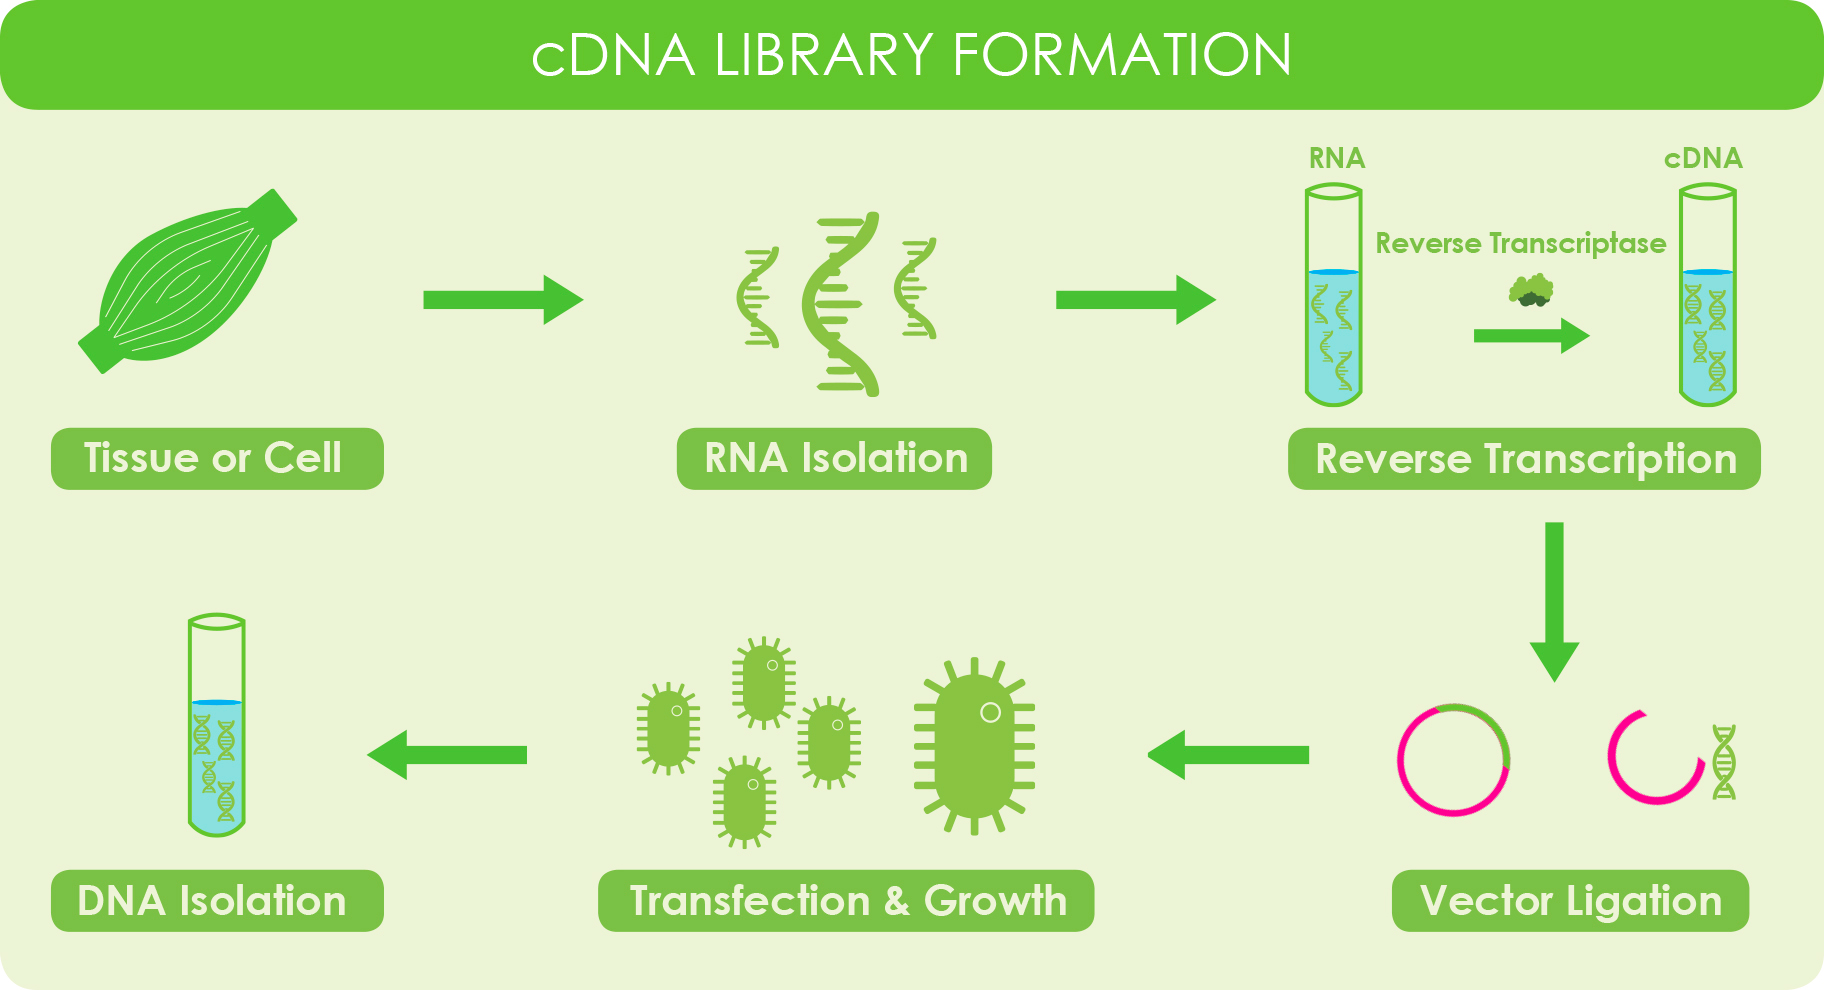 cDNA LIBRARY FORMATION
RNA
cDNA
Reverse Transcriptase
Tissue or Cell
RNA Isolation
Reverse Transcription
DNA Isolation
Transfection & Growth
Vector Ligation